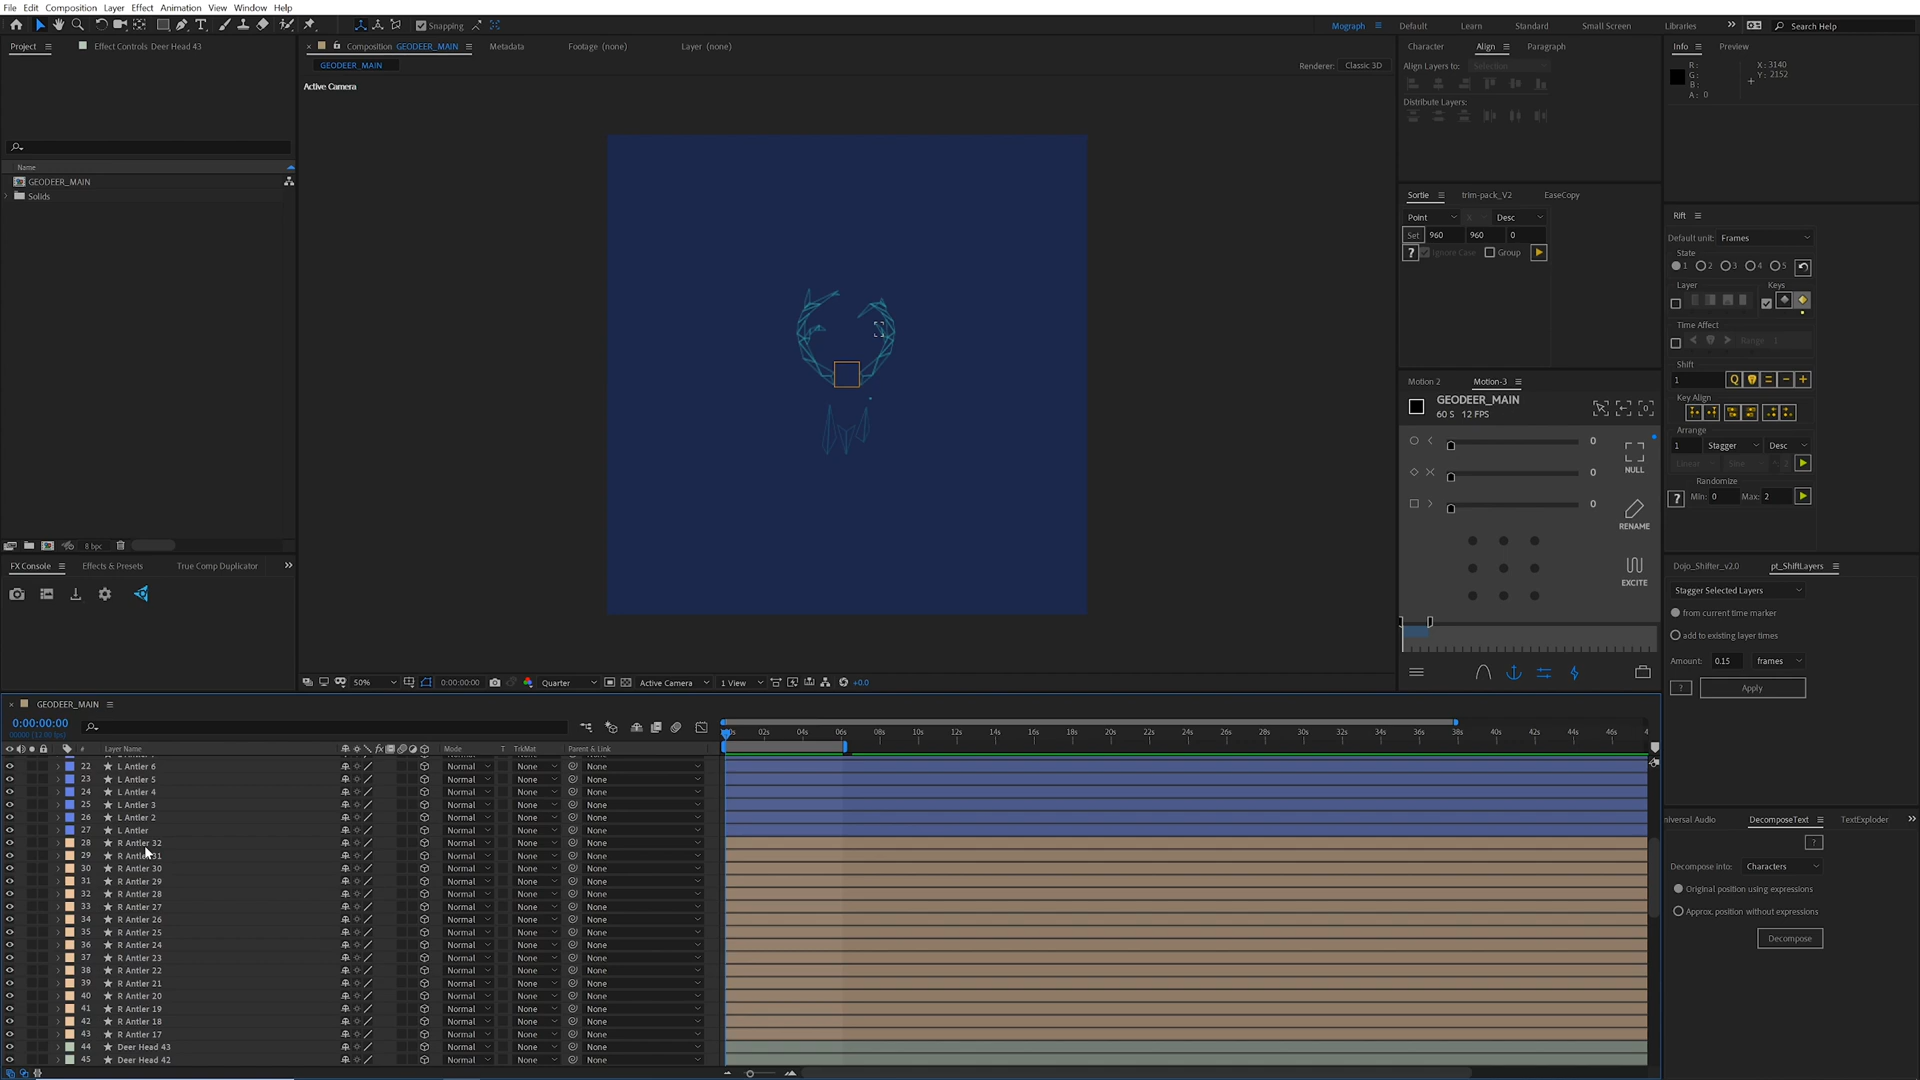 File Edit Composition Layer Effect Animation View Window Help
Snapping
Mograph Default Learn Standard Small Screen Libraries Search Help
Project Effect Controls Deer Head 43
Composition GEODEER_MAIN Metadata Footage (none) Layer (none)
GEODEER_MAIN
Renderer: Classic 3D
Active Camera
Name
GEODEER_MAIN
Solids
8 bpc
FX Console Effects & Presets True Comp Duplicator
50% 0:00:00:00 Quarter Active Camera 1 View +0.0
Character Align Paragraph
Align Layers to: Selection
Distribute Layers:
Sortie trim-pack_V2 EaseCopy
Point X Desc
Set 960 960 0
? Ignore Case Group
Motion 2 Motion-3
GEODEER_MAIN
60 S 12 FPS
0
0
NULL
0
RENAME
EXCITE
Info Preview
R: X: 3140
G: Y: 2152
B:
A: 0
Rift
Default unit: Frames
State
1 2 3 4 5
Layer Keys
Time Affect
Range 1
Shift
1 Q
Key Align
Arrange
1 Stagger Desc
Linear Sine 2
Randomize
? Min: 0 Max: 2
Dojo_Shifter_v2.0 pt_ShiftLayers
Stagger Selected Layers
from current time marker
add to existing layer times
Amount: 0.15 frames
? Apply
niversal Audio DecomposeText TextExploder
?
Decompose into: Characters
Original position using expressions
Approx. position without expressions
Decompose
GEODEER_MAIN
0:00:00:00
00000 (12.00 fps)
# Layer Name Mode T TrkMat Parent & Link
02s 04s 06s 08s 10s 12s 14s 16s 18s 20s 22s 24s 26s 28s 30s 32s 34s 36s 38s 40s 42s 44s 46s 4
22 L Antler 6 Normal None None
23 L Antler 5 Normal None None
24 L Antler 4 Normal None None
25 L Antler 3 Normal None None
26 L Antler 2 Normal None None
27 L Antler Normal None None
28 R Antler 32 Normal None None
29 R Antler 31 Normal None None
30 R Antler 30 Normal None None
31 R Antler 29 Normal None None
32 R Antler 28 Normal None None
33 R Antler 27 Normal None None
34 R Antler 26 Normal None None
35 R Antler 25 Normal None None
36 R Antler 24 Normal None None
37 R Antler 23 Normal None None
38 R Antler 22 Normal None None
39 R Antler 21 Normal None None
40 R Antler 20 Normal None None
41 R Antler 19 Normal None None
42 R Antler 18 Normal None None
43 R Antler 17 Normal None None
44 Deer Head 43 Normal None None
45 Deer Head 42 Normal None None